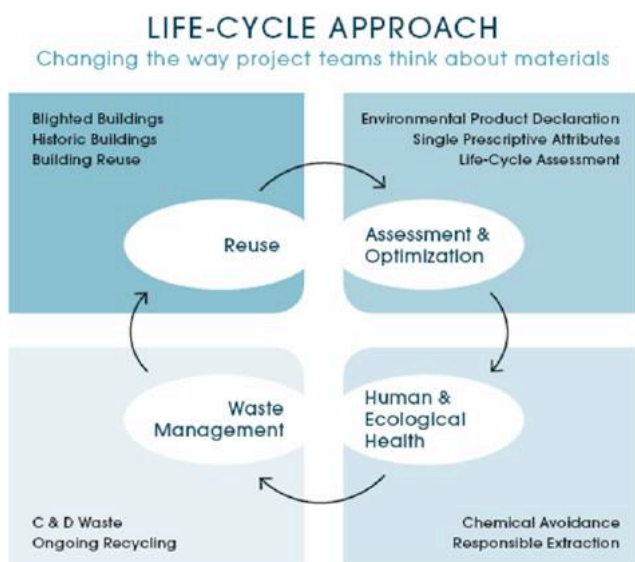 LIFE-CYCLE APPROACH
Changing the way project teams think about materials
Blighted Buildings
Historic Buildings
Building Reuse
Environmental Product Declaration
Single Prescriptive Attributes
Life-Cycle Assessment
Reuse
Assessment &
Optimization
Waste
Management
Human &
Ecological
Health
C & D Waste
Ongoing Recycling
Chemical Avoidance
Responsible Extraction